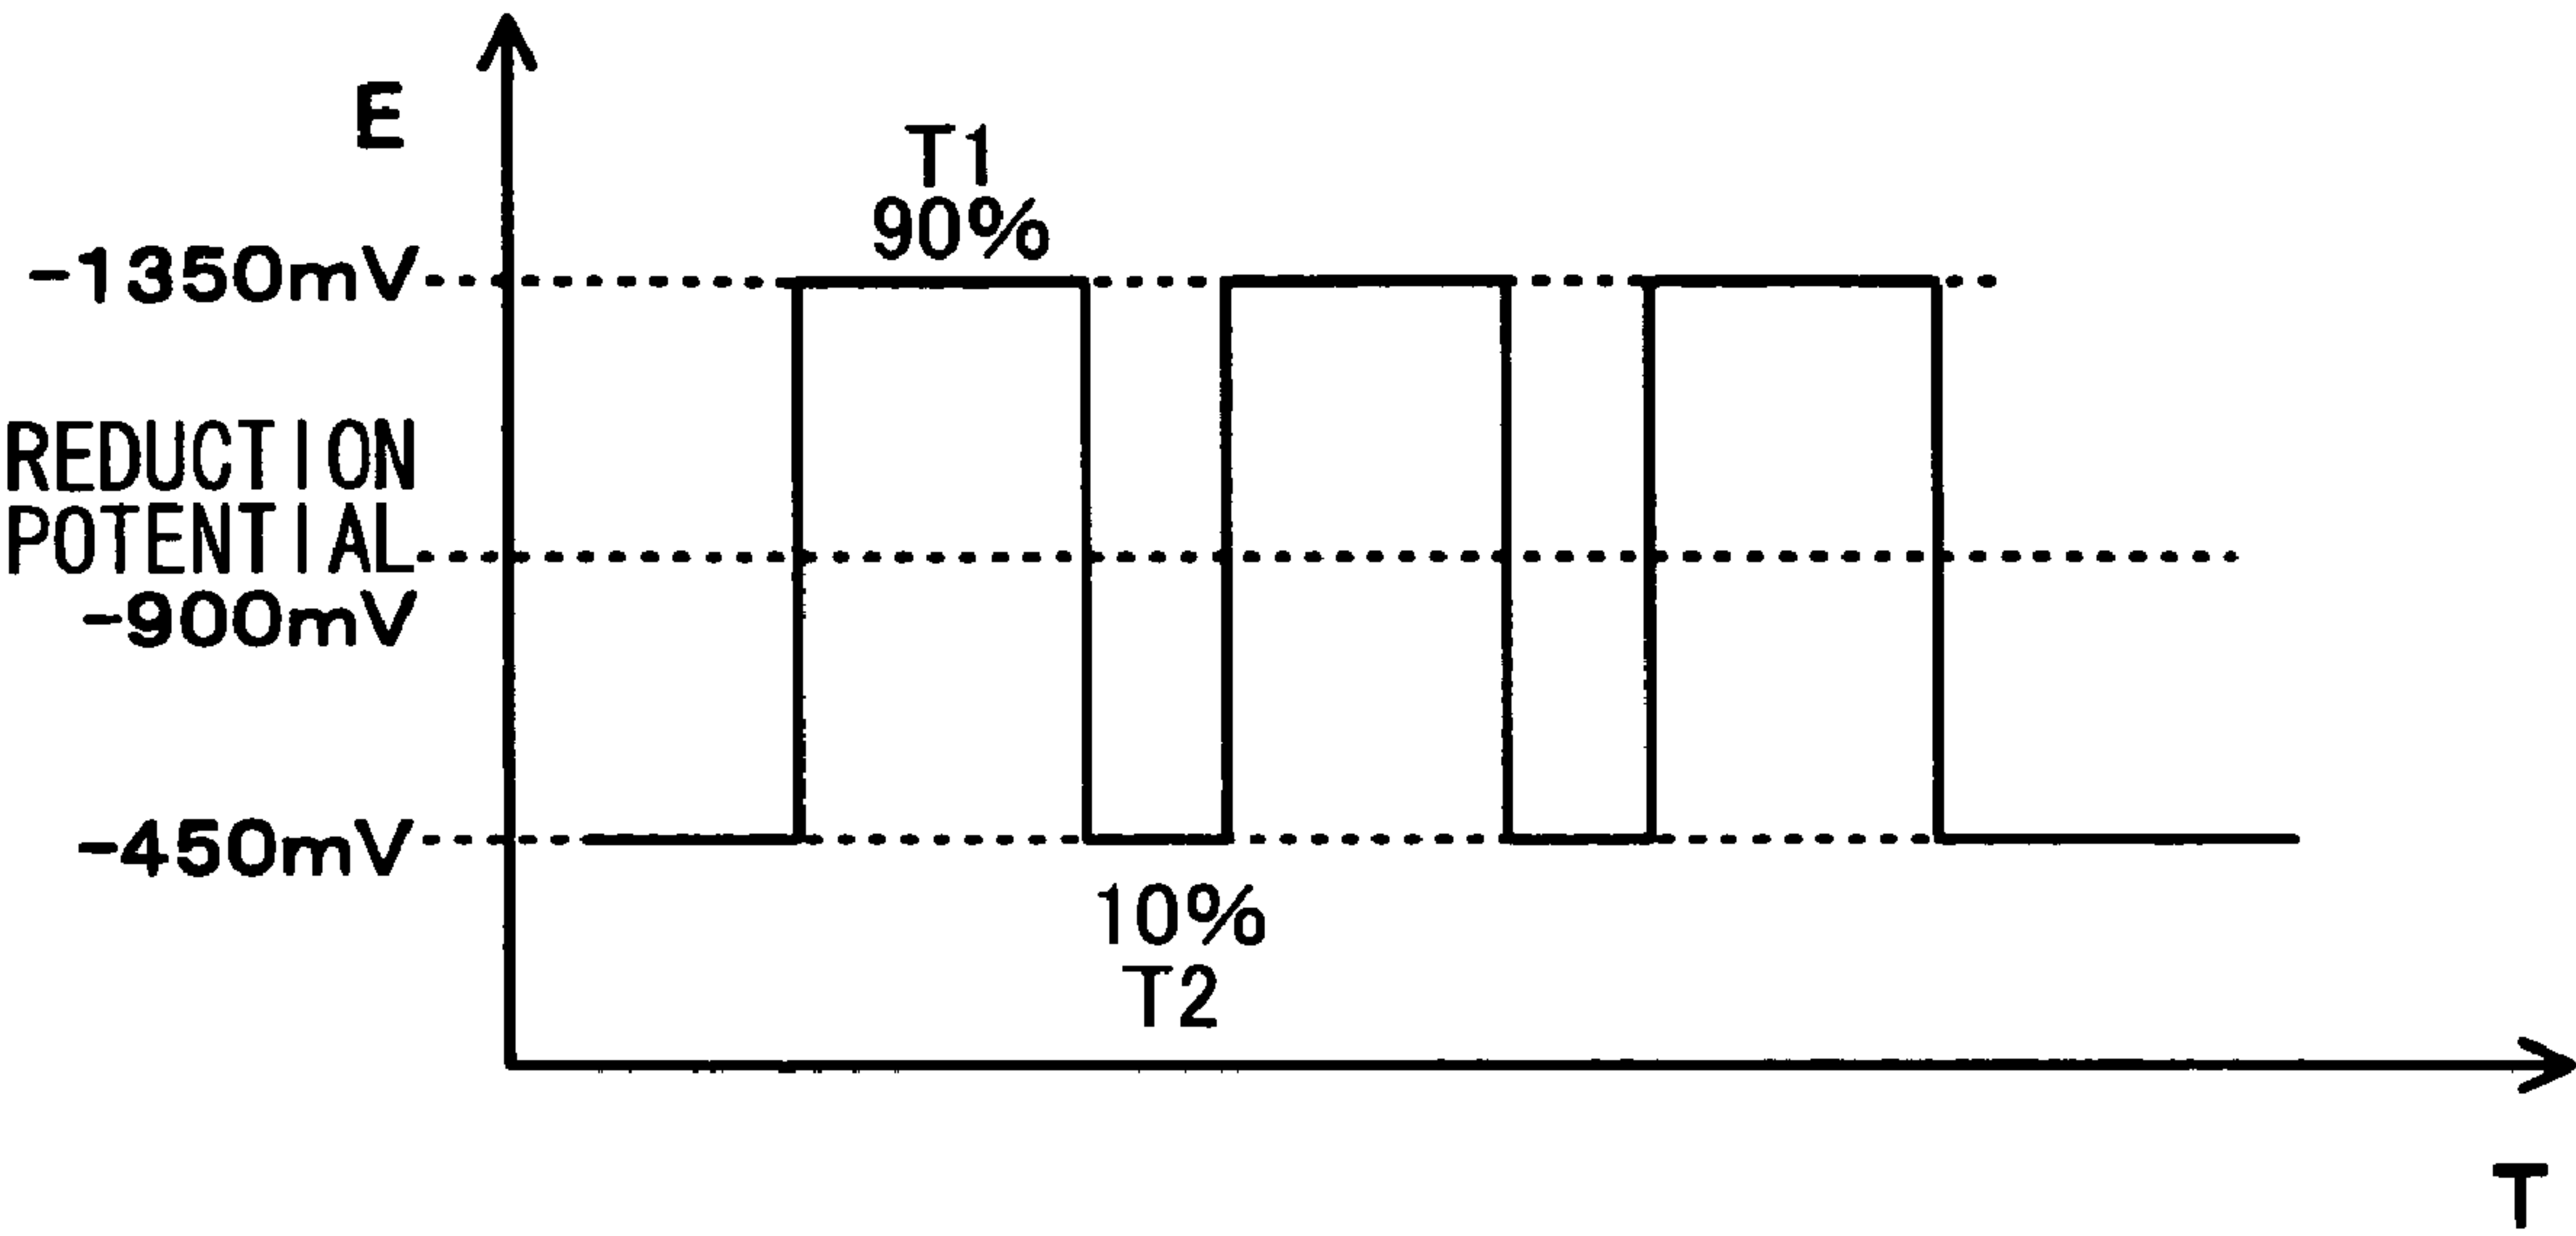 E
T1
90%
-1350mV
REDUCTION
POTENTIAL
-900mV
-450mV
10%
T2
T